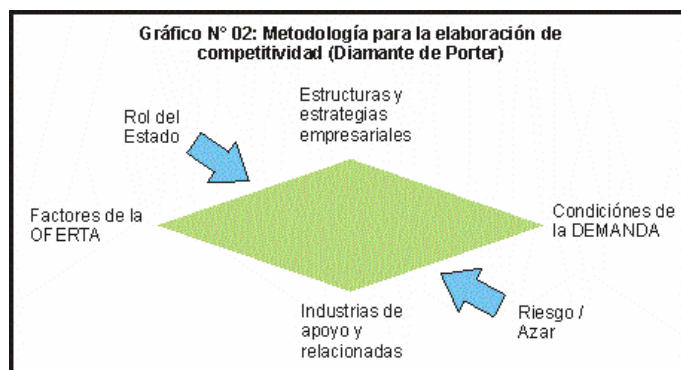 Gráfico N° 02: Metodología para la elaboración de
competitividad (Diamante de Porter)
Estructuras y
estrategias
empresariales
Rol del
Estado
Factores de la
OFERTA
Condiciónes de
la DEMANDA
Industrias de
apoyo y
relacionadas
Riesgo /
Azar